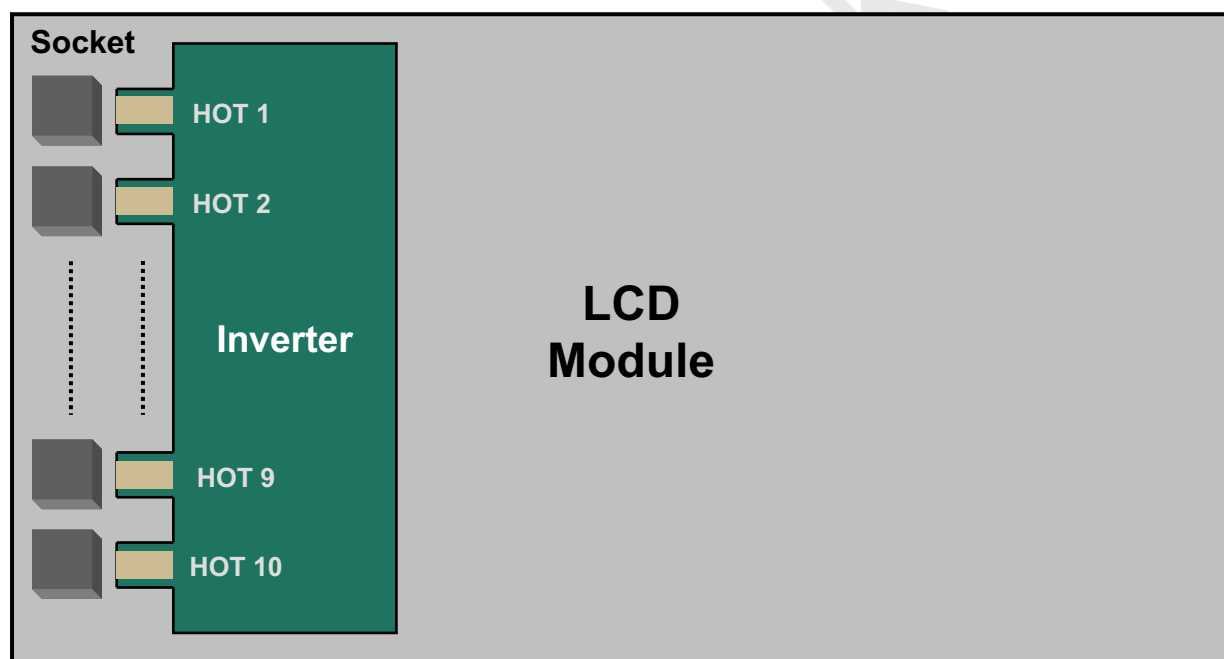 Socket
HOT 1
HOT 2
Inverter
LCD
Module
HOT 9
HOT 10